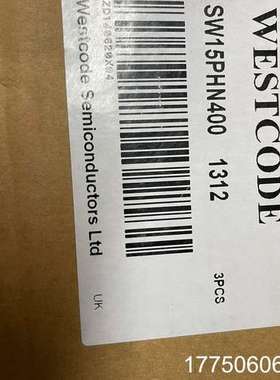 WESTCODE
SW15PHN400 1312
3PCS
Westcode Semiconductors Ltd
UK
17750606